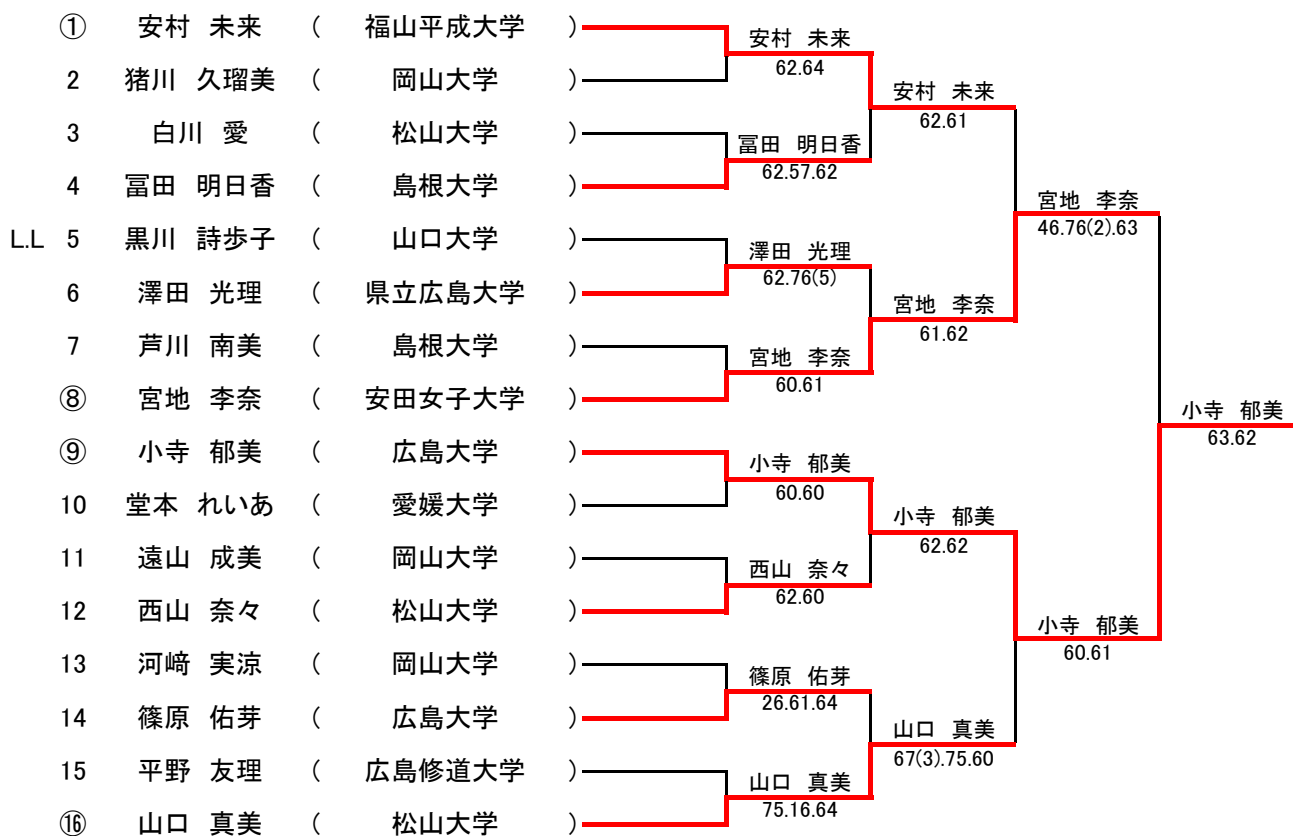 ① 安村 未来 ( 福山平成大学 )
2 猪川 久瑠美 ( 岡山大学 )
3 白川 愛 ( 松山大学 )
4 冨田 明日香 ( 島根大学 )
L.L 5 黒川 詩歩子 ( 山口大学 )
6 澤田 光理 ( 県立広島大学 )
7 芦川 南美 ( 島根大学 )
⑧ 宮地 李奈 ( 安田女子大学 )
⑨ 小寺 郁美 ( 広島大学 )
10 堂本 れいあ ( 愛媛大学 )
11 遠山 成美 ( 岡山大学 )
12 西山 奈々 ( 松山大学 )
13 河﨑 実涼 ( 岡山大学 )
14 篠原 佑芽 ( 広島大学 )
15 平野 友理 ( 広島修道大学 )
⑯ 山口 真美 ( 松山大学 )
安村 未来
62.64
冨田 明日香
62.57.62
澤田 光理
62.76(5)
宮地 李奈
60.61
小寺 郁美
60.60
西山 奈々
62.60
篠原 佑芽
26.61.64
山口 真美
75.16.64
安村 未来
62.61
宮地 李奈
61.62
小寺 郁美
62.62
山口 真美
67(3).75.60
宮地 李奈
46.76(2).63
小寺 郁美
60.61
小寺 郁美
63.62